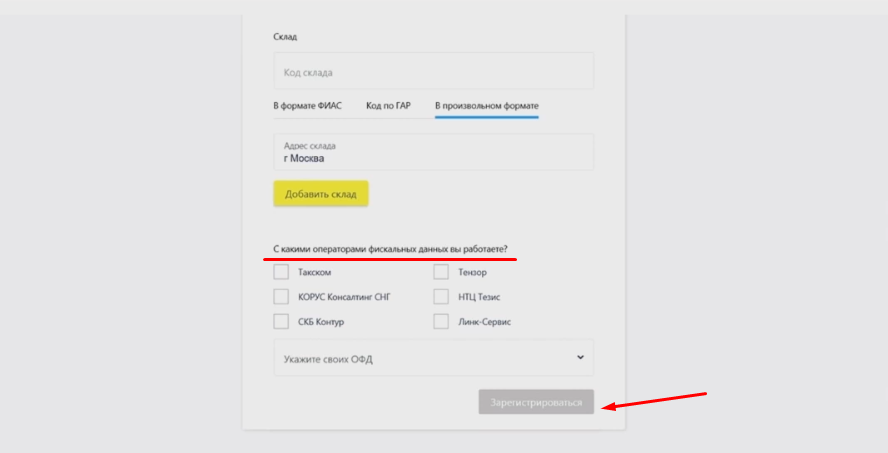 Склад
Код склада
В формате ФИАС Код по ГАР В произвольном формате
Адрес склада
г Москва
Добавить склад
С какими операторами фискальных данных вы работаете?
Такском Тензор
КОРУС Консалтинг СНГ НТЦ Тезис
СКБ Контур Линк-Сервис
Укажите своих ОФД
Зарегистрироваться